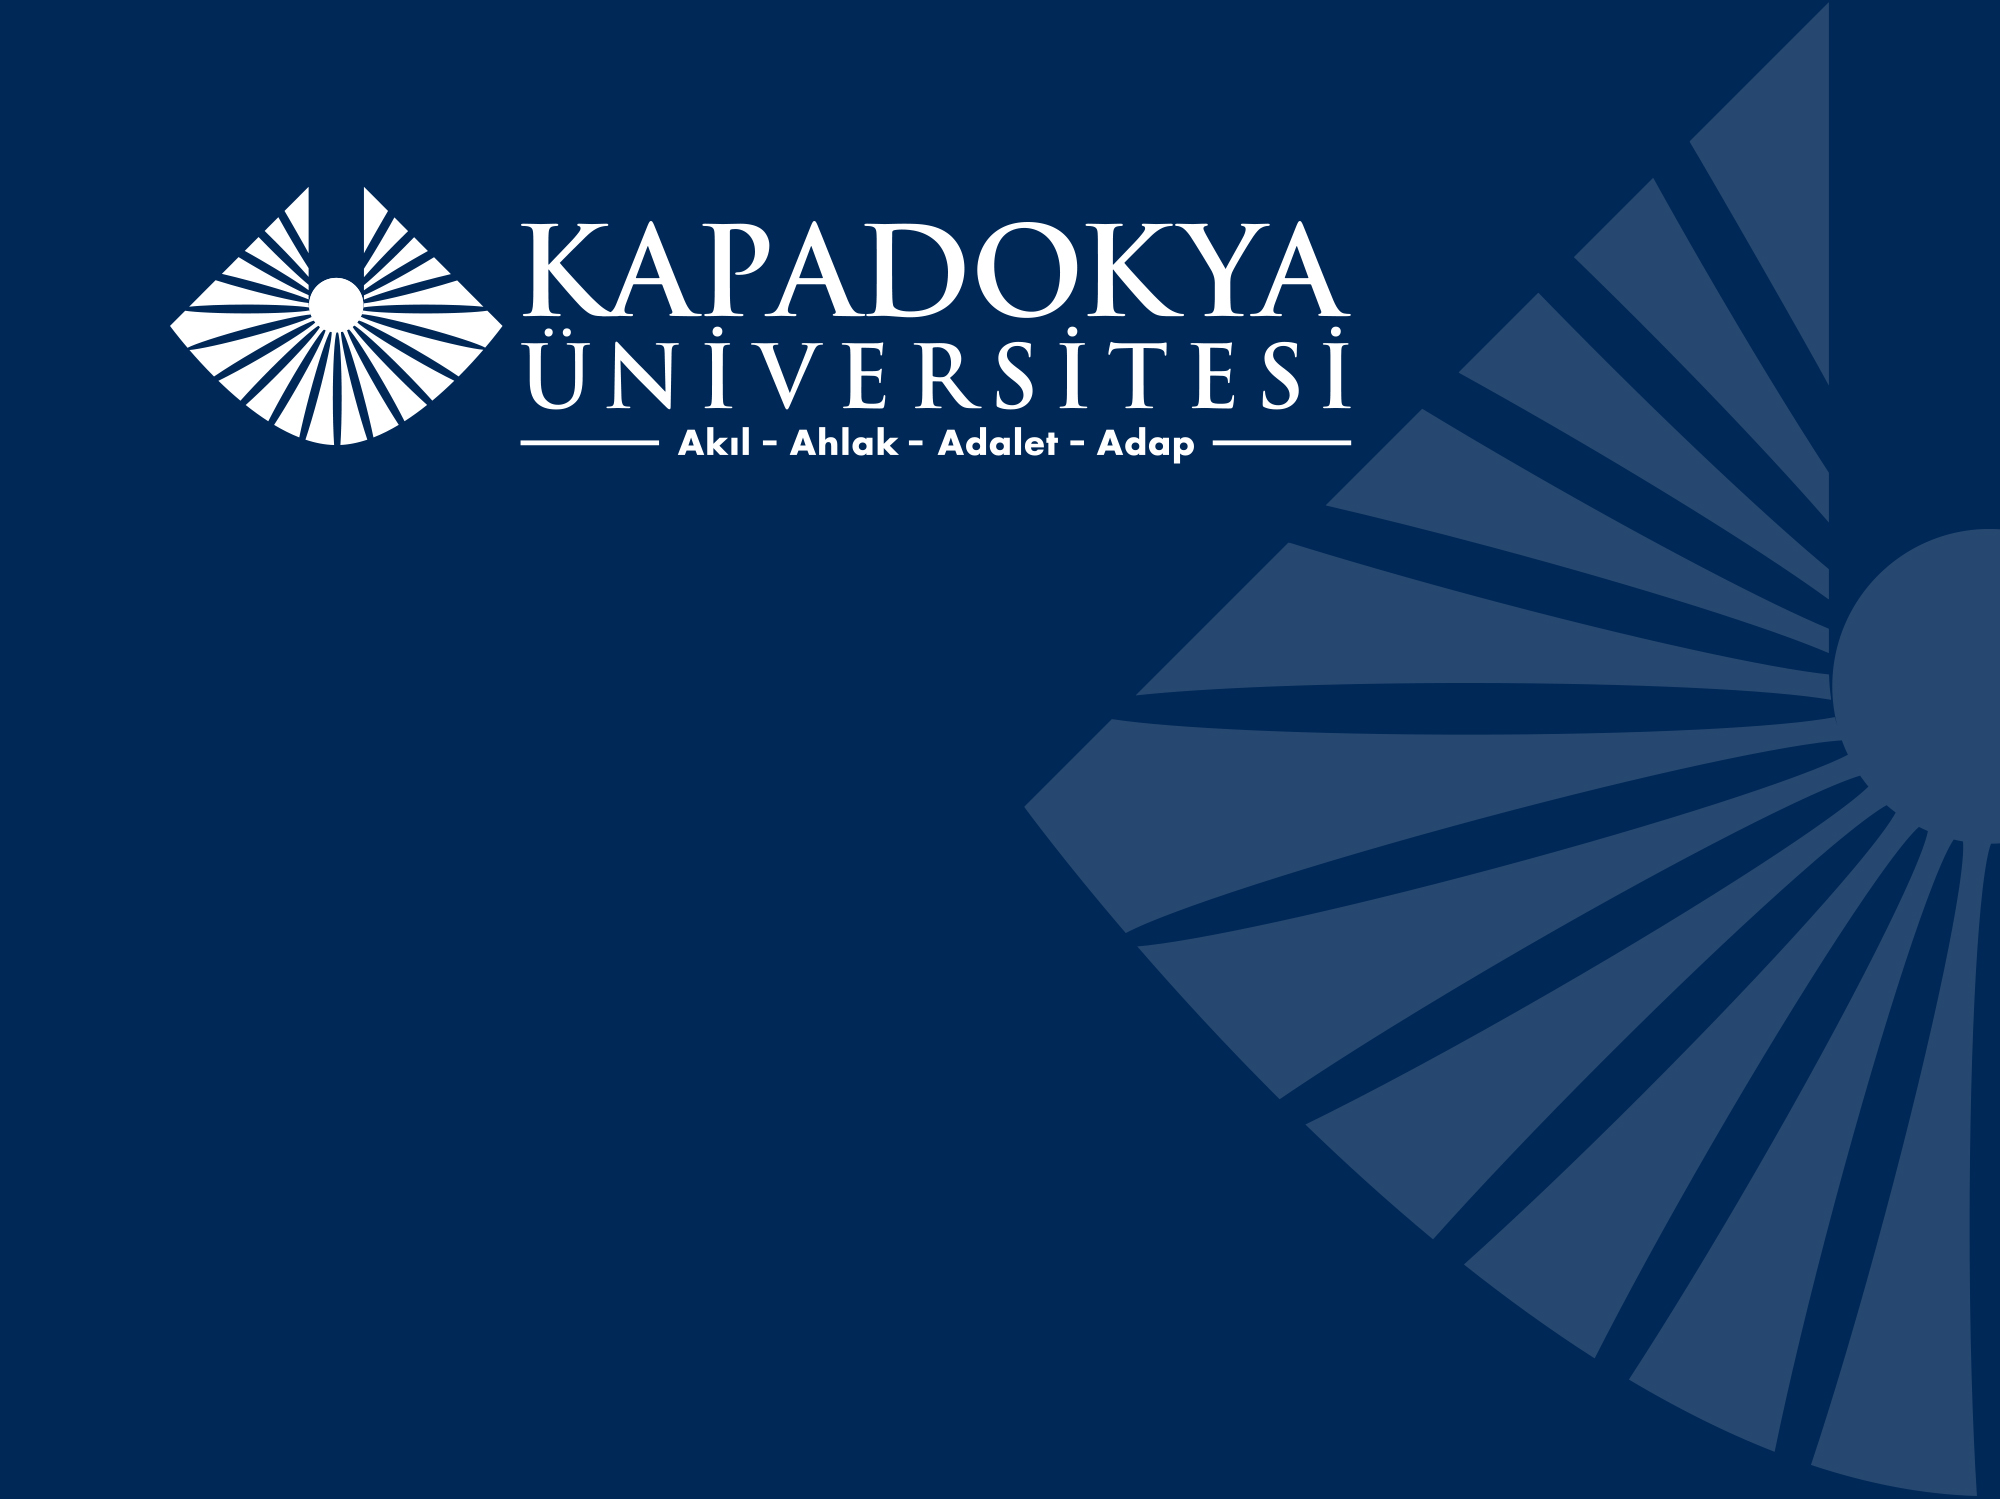 KAPADOKYA
ÜNİVERSİTESİ
Akıl - Ahlak - Adalet - Adap